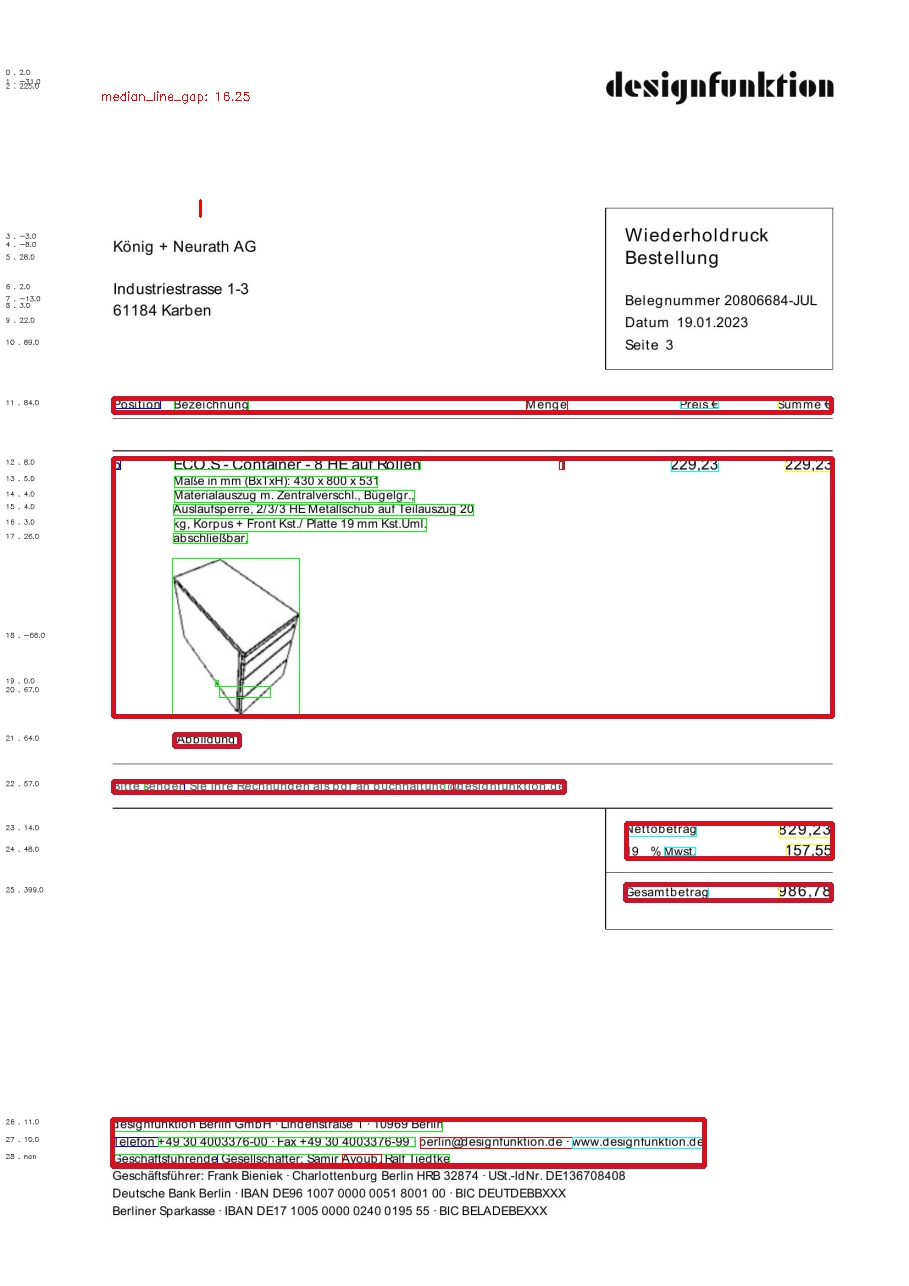 designfunktion
median_line_gap: 16.25
0 . 2.0
1 . -31.0
2 . 225.0
3 . -3.0
4 . -8.0
5 . 28.0
6 . 2.0
7 . -13.0
8 . 3.0
9 . 22.0
10 . 69.0
11 . 84.0
12 . 6.0
13 . 5.0
14 . 4.0
15 . 4.0
16 . 3.0
17 . 26.0
18 . -66.0
19 . 0.0
20 . 67.0
21 . 64.0
22 . 57.0
23 . 14.0
24 . 48.0
25 . 399.0
26 . 11.0
27 . 10.0
28 . nan
König + Neurath AG
Industriestrasse 1-3
61184 Karben
Wiederholdruck
Bestellung
Belegnummer 20806684-JUL
Datum 19.01.2023
Seite 3
Position Bezeichnung Menge Preis € Summe €
ECO.S - Container - 8 HE auf Rollen 229,23 229,23
Maße in mm (BxTxH): 430 x 800 x 531
Materialauszug m. Zentralverschl., Bügelgr.,
Auslaufsperre, 2/3/3 HE Metallschub auf Teilauszug 20
kg, Korpus + Front Kst./ Platte 19 mm Kst.Uml.
abschließbar.
Abbildung
Bitte senden Sie Ihre Rechnungen als pdf an buchhaltung@designfunktion.de
Nettobetrag 829,23
19 % Mwst. 157,55
Gesamtbetrag 986,78
designfunktion Berlin GmbH · Lindenstraße 1 · 10969 Berlin
Telefon +49 30 4003376-00 · Fax +49 30 4003376-99 · berlin@designfunktion.de · www.designfunktion.de
Geschäftsführende Gesellschafter: Samir Ayoub, Ralf Tiedtke
Geschäftsführer: Frank Bieniek · Charlottenburg Berlin HRB 32874 · USt.-IdNr. DE136708408
Deutsche Bank Berlin · IBAN DE96 1007 0000 0051 8001 00 · BIC DEUTDEBBXXX
Berliner Sparkasse · IBAN DE17 1005 0000 0240 0195 55 · BIC BELADEBEXXX